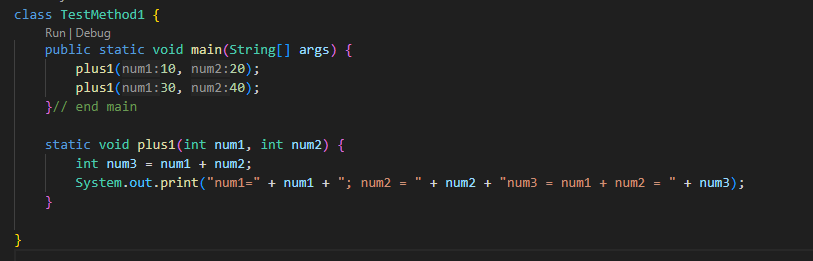 class TestMethod1 {
Run | Debug
public static void main(String[] args) {
plus1(num1:10, num2:20);
plus1(num1:30, num2:40);
}// end main
static void plus1(int num1, int num2) {
int num3 = num1 + num2;
System.out.print("num1=" + num1 + "; num2 = " + num2 + "num3 = num1 + num2 = " + num3);
}
}